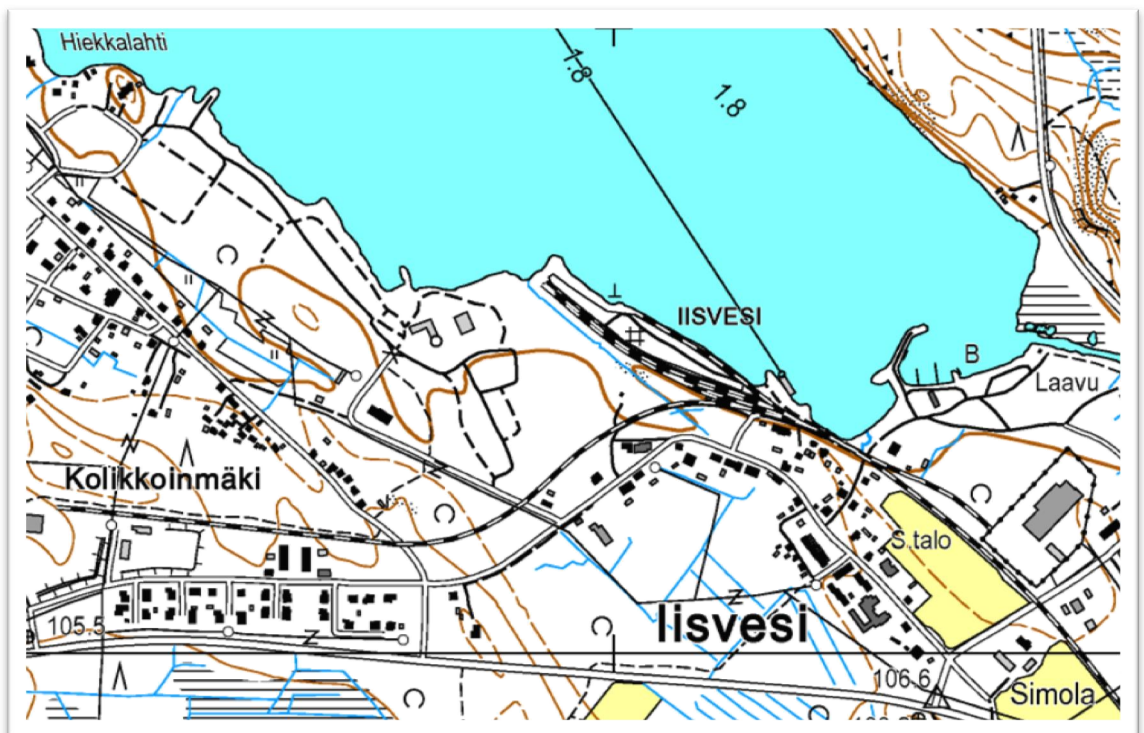 Hiekkalahti
1.8
1.8
IISVESI
B
Laavu
Kolikkoinmäki
S.talo
Iisvesi
105.5
106.6
Simola